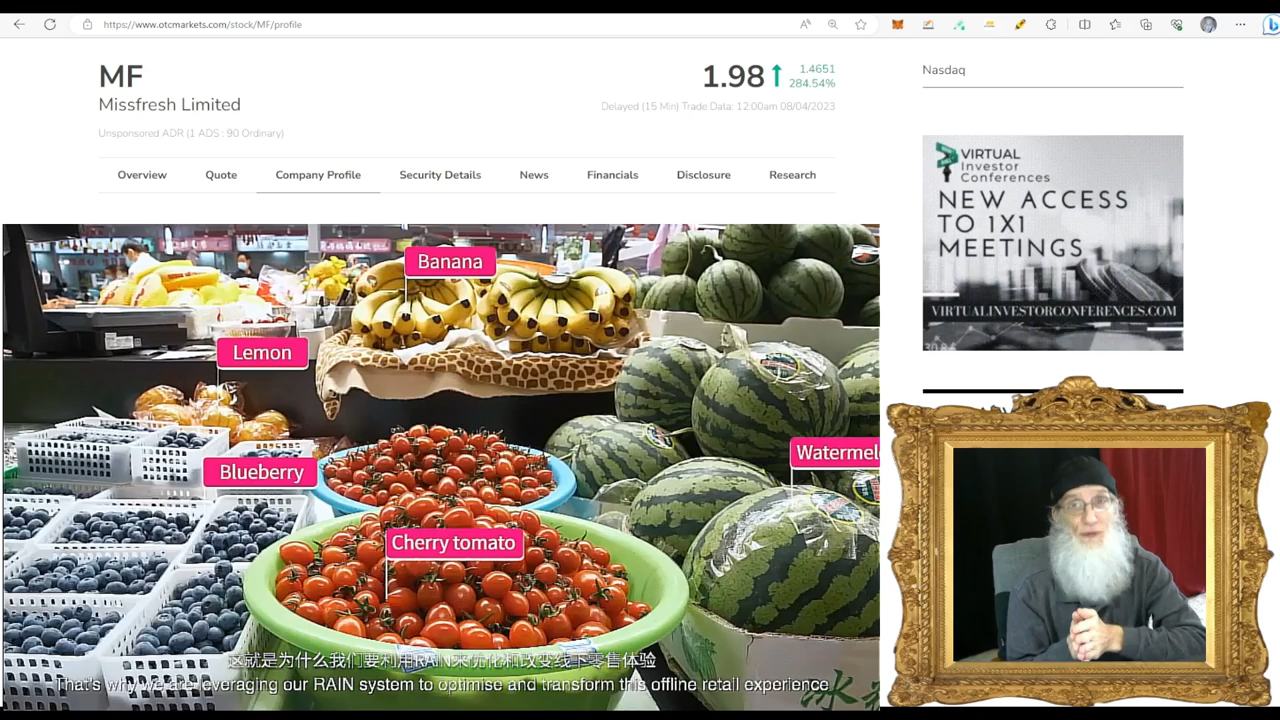 https://www.otcmarkets.com/stock/MF/profile
MF
1.98
1.4651
284.54%
Missfresh Limited
Delayed (15 Min) Trade Data: 12:00am 08/04/2023
Unsponsored ADR (1 ADS : 90 Ordinary)
Overview Quote Company Profile Security Details News Financials Disclosure Research
Nasdaq
VIRTUAL
Investor
Conferences
NEW ACCESS
TO 1X1
MEETINGS
VIRTUALINVESTORCONFERENCES.COM
Banana
Lemon
Watermel
Blueberry
Cherry tomato
这就是为什么我们要利用RAIN来优化和改变线下零售体验
That's why we are leveraging our RAIN system to optimise and transform this offline retail experience